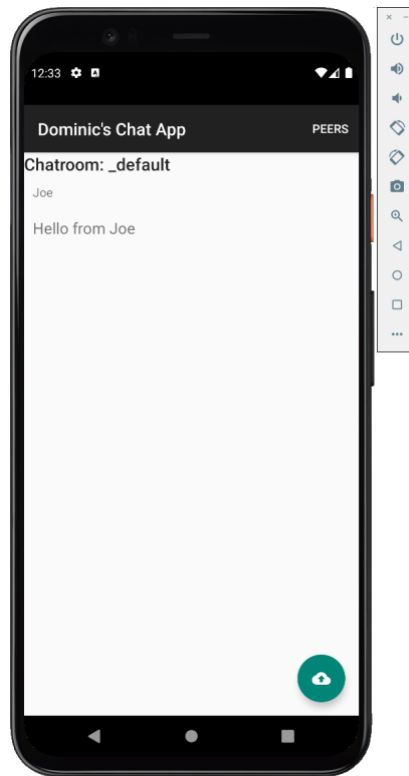 12:33
Dominic's Chat App PEERS
Chatroom: _default
Joe
Hello from Joe